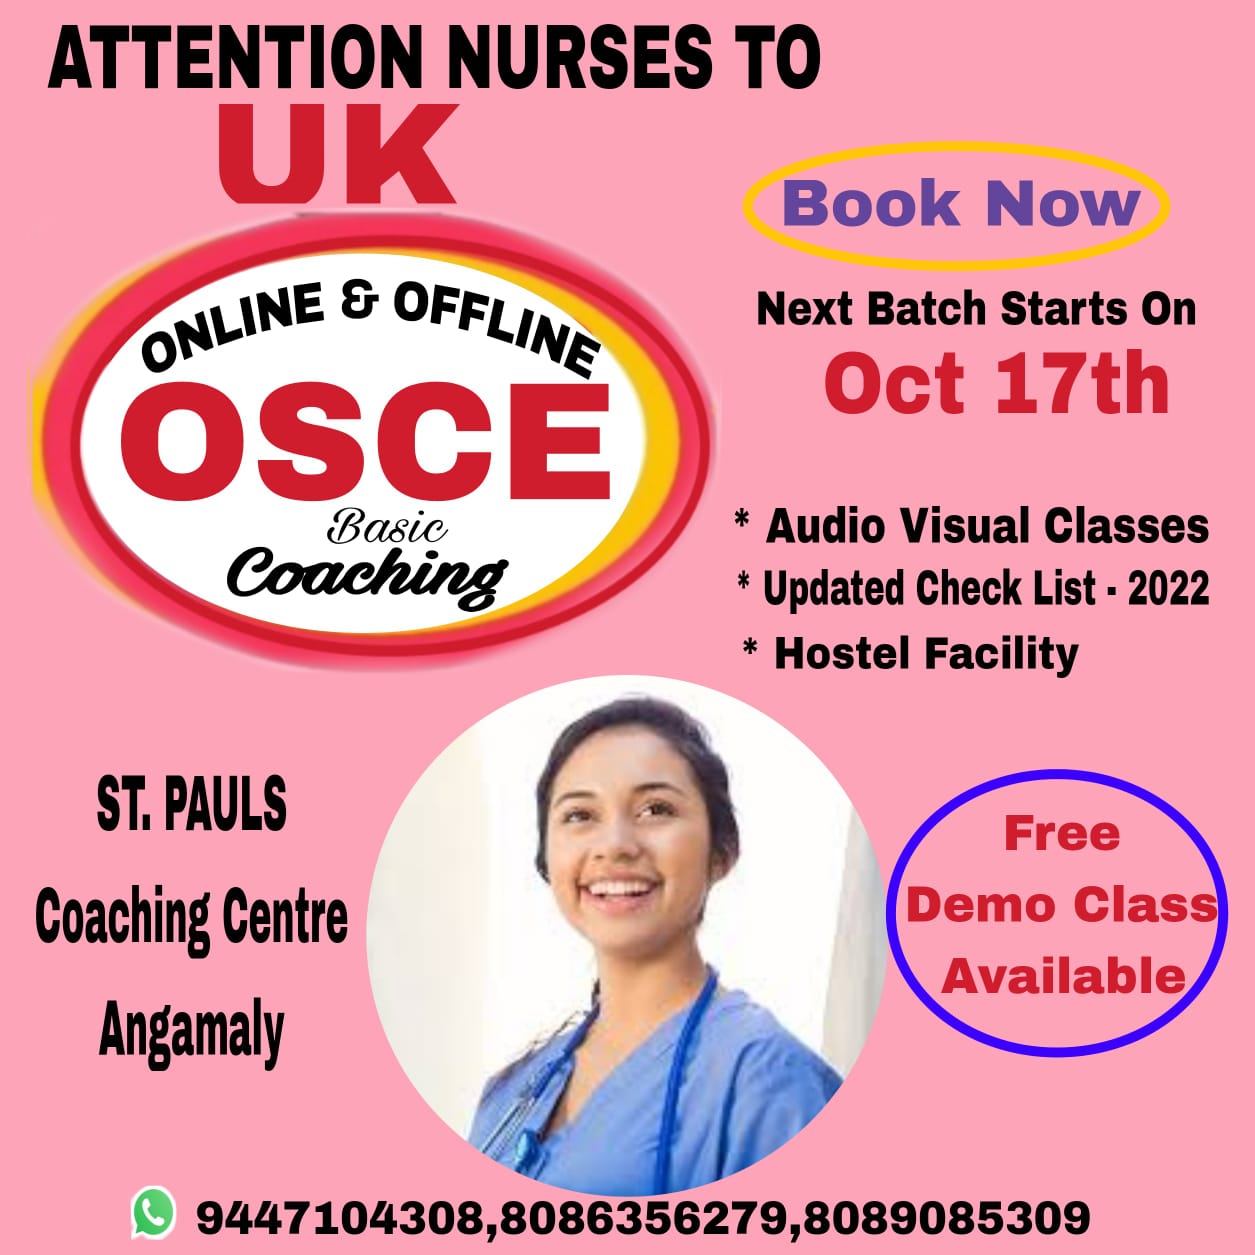 ATTENTION NURSES TO
UK
ONLINE & OFFLINE
OSCE
Basic
Coaching
Book Now
Next Batch Starts On
Oct 17th
* Audio Visual Classes
* Updated Check List - 2022
* Hostel Facility
ST. PAULS
Coaching Centre
Angamaly
Free
Demo Class
Available
9447104308,8086356279,8089085309